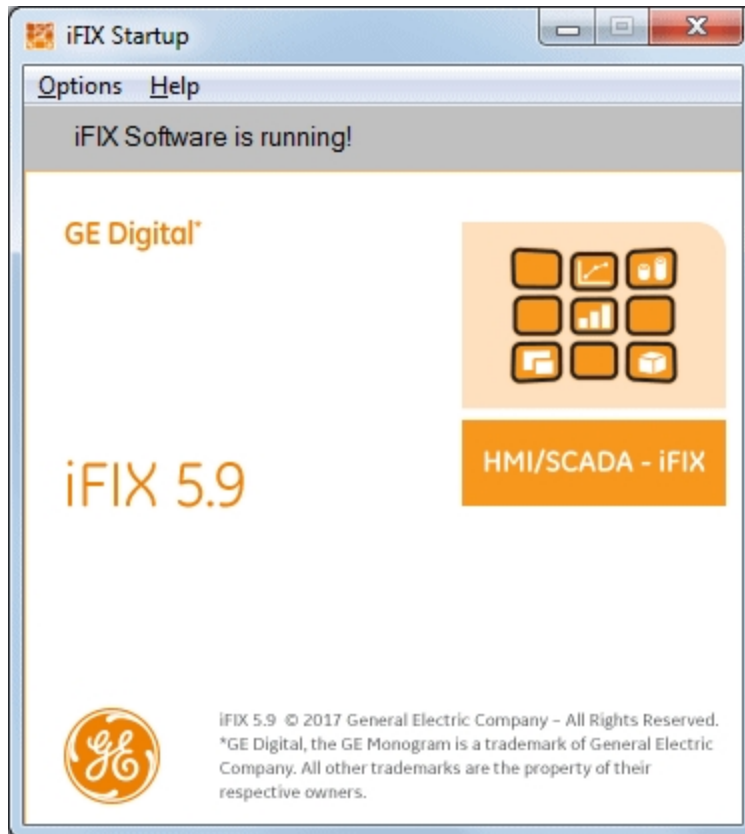 iFIX Startup
Options Help
iFIX Software is running!
GE Digital*
HMI/SCADA - iFIX
iFIX 5.9
GE
iFIX 5.9 © 2017 General Electric Company – All Rights Reserved.
*GE Digital, the GE Monogram is a trademark of General Electric
Company. All other trademarks are the property of their
respective owners.